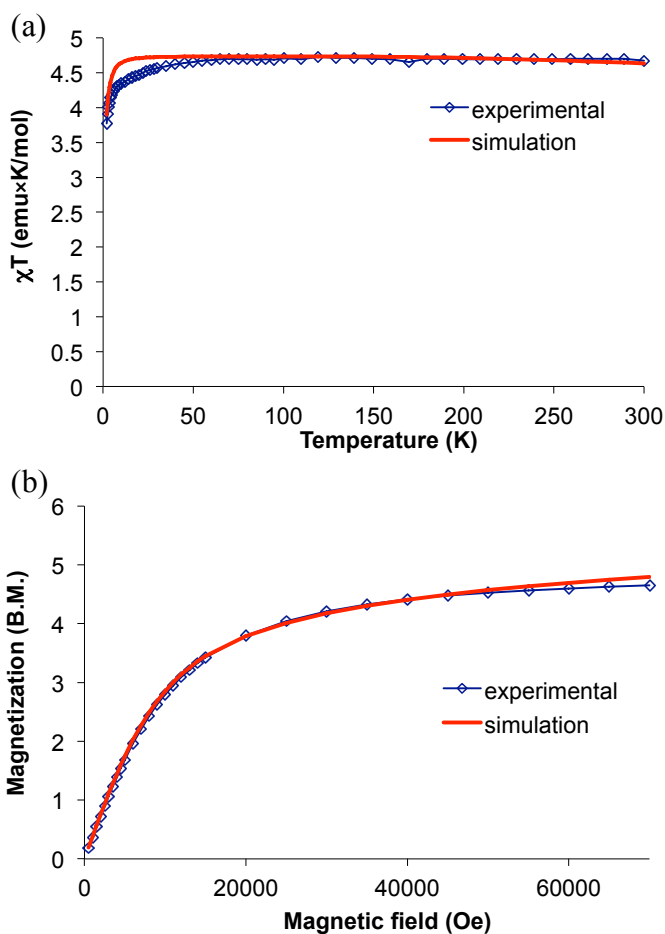 (a)
5
4.5
4
3.5
3
2.5
2
1.5
1
0.5
0
χT (emu×K/mol)
experimental
simulation
0 50 100 150 200 250 300
Temperature (K)
(b)
6
5
4
3
2
1
0
Magnetization (B.M.)
experimental
simulation
0 20000 40000 60000
Magnetic field (Oe)